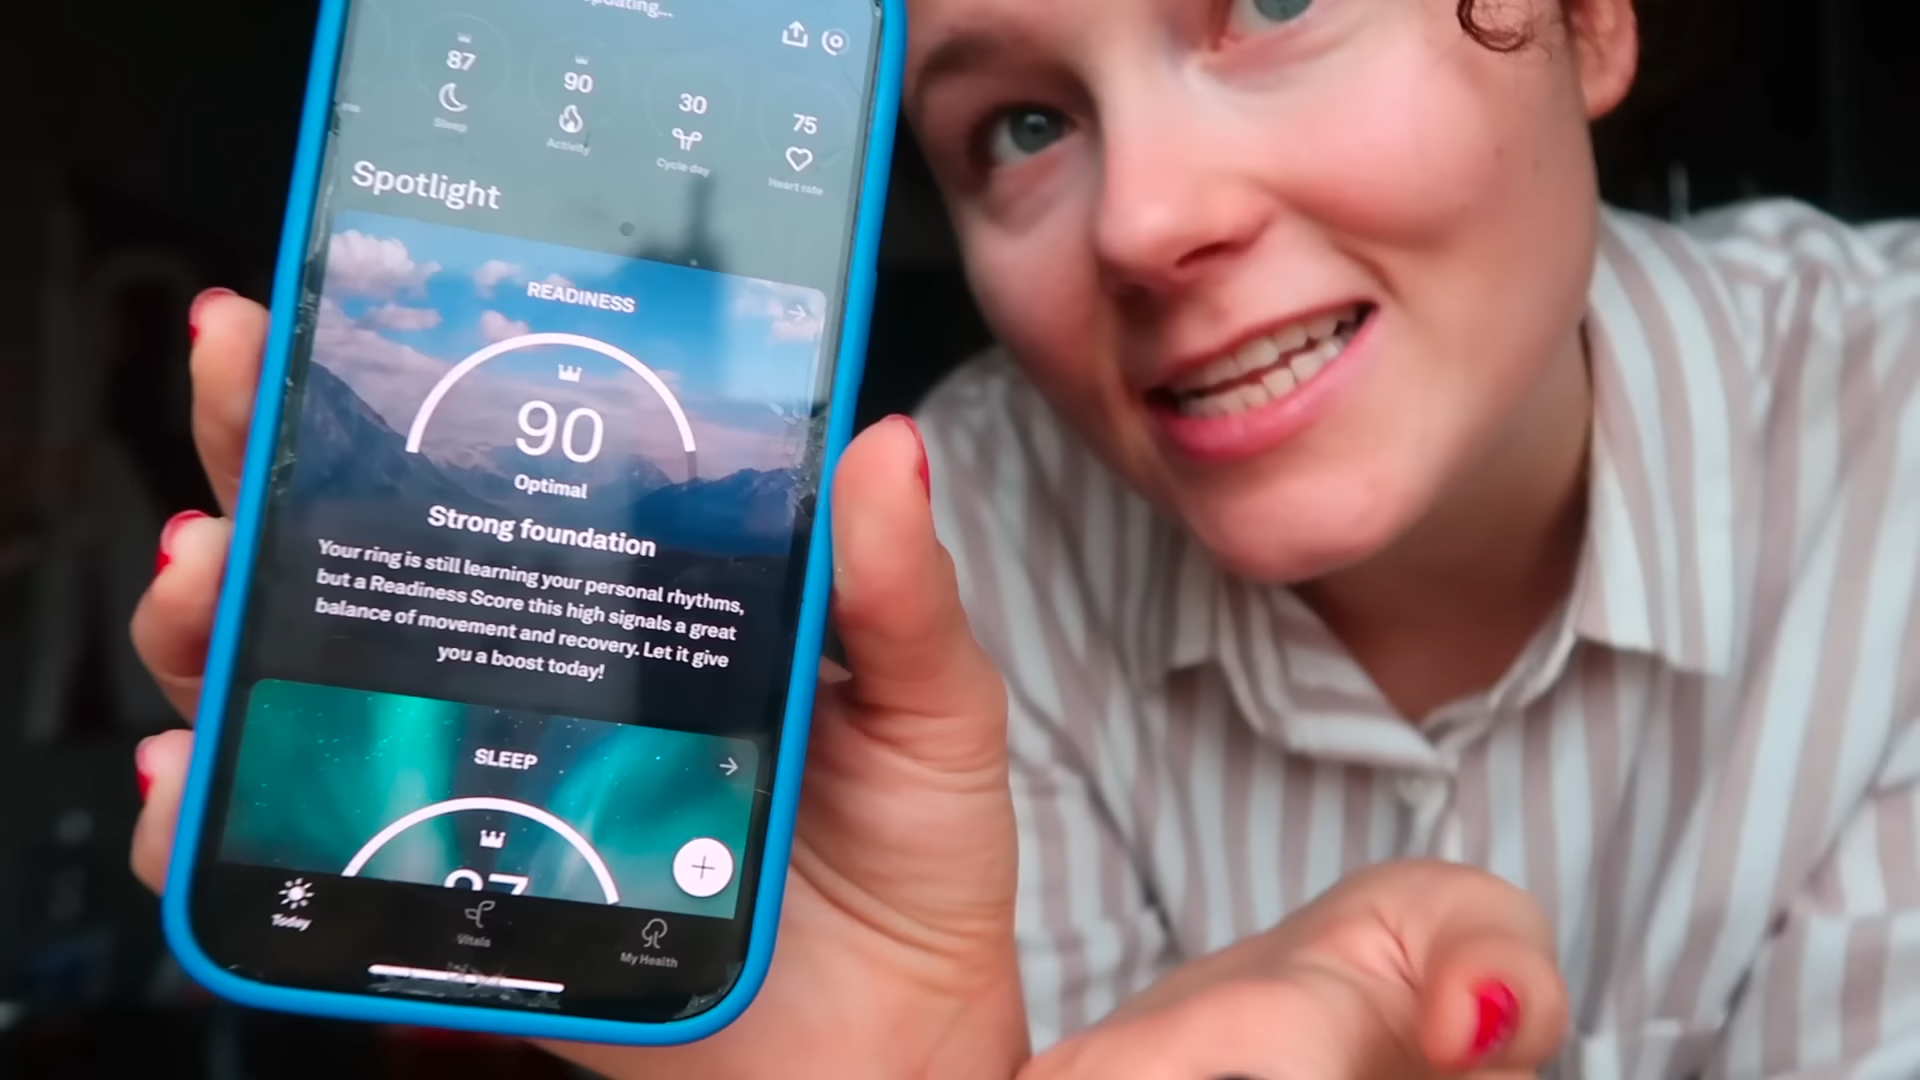 pdating...
87
Sleep
90
Activity
30
Cycle day
75
Heart rate
Spotlight
READINESS
90
Optimal
Strong foundation
Your ring is still learning your personal rhythms,
but a Readiness Score this high signals a great
balance of movement and recovery. Let it give
you a boost today!
SLEEP
87
Today
Vitals
My Health